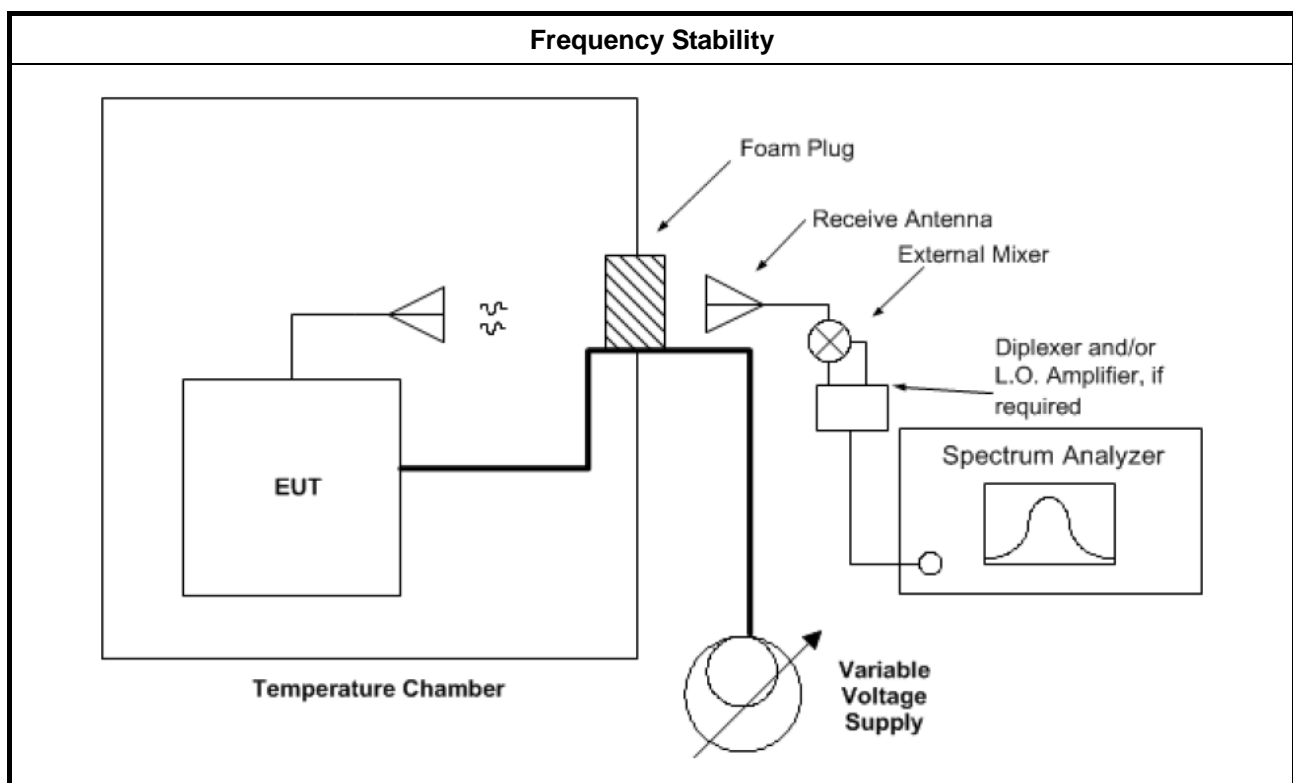 Frequency Stability
Foam Plug
Receive Antenna
External Mixer
Diplexer and/or
L.O. Amplifier, if
required
Spectrum Analyzer
EUT
Temperature Chamber
Variable
Voltage
Supply